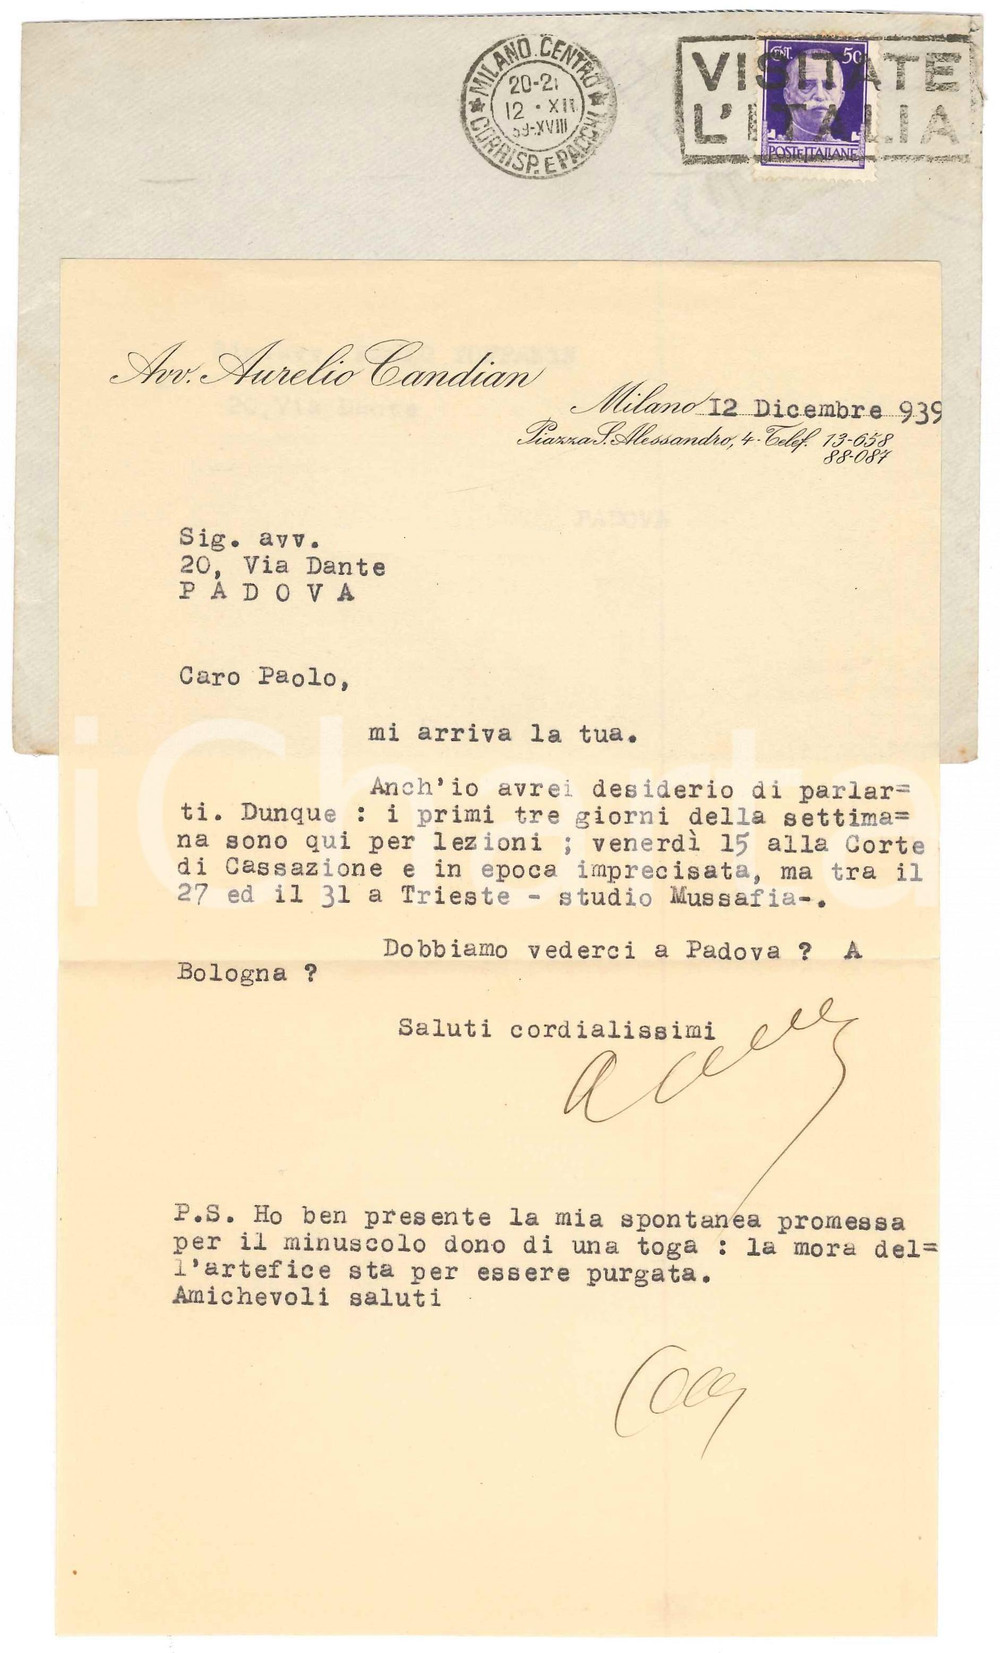 MILANO CENTRO
20-21
12 · XII
39-XVIII
CORRISP. E PACCHI
VISITATE
L'ITALIA
CENT. 50
POSTE ITALIANE
Avv. Aurelio Candian
Milano 12 Dicembre 939
Piazza S. Alessandro, 4 - Telef. 13-658
88-087
PADOVA
Sig. avv.
20, Via Dante
P A D O V A
Caro Paolo,
mi arriva la tua.
iCharta
Anch'io avrei desiderio di parlar=
ti. Dunque : i primi tre giorni della settima=
na sono qui per lezioni ; venerdì 15 alla Corte
di Cassazione e in epoca imprecisata, ma tra il
27 ed il 31 a Trieste - studio Mussafia-.
Dobbiamo vederci a Padova ? A
Bologna ?
Saluti cordialissimi
P.S. Ho ben presente la mia spontanea promessa
per il minuscolo dono di una toga : la mora del=
l'artefice sta per essere purgata.
Amichevoli saluti